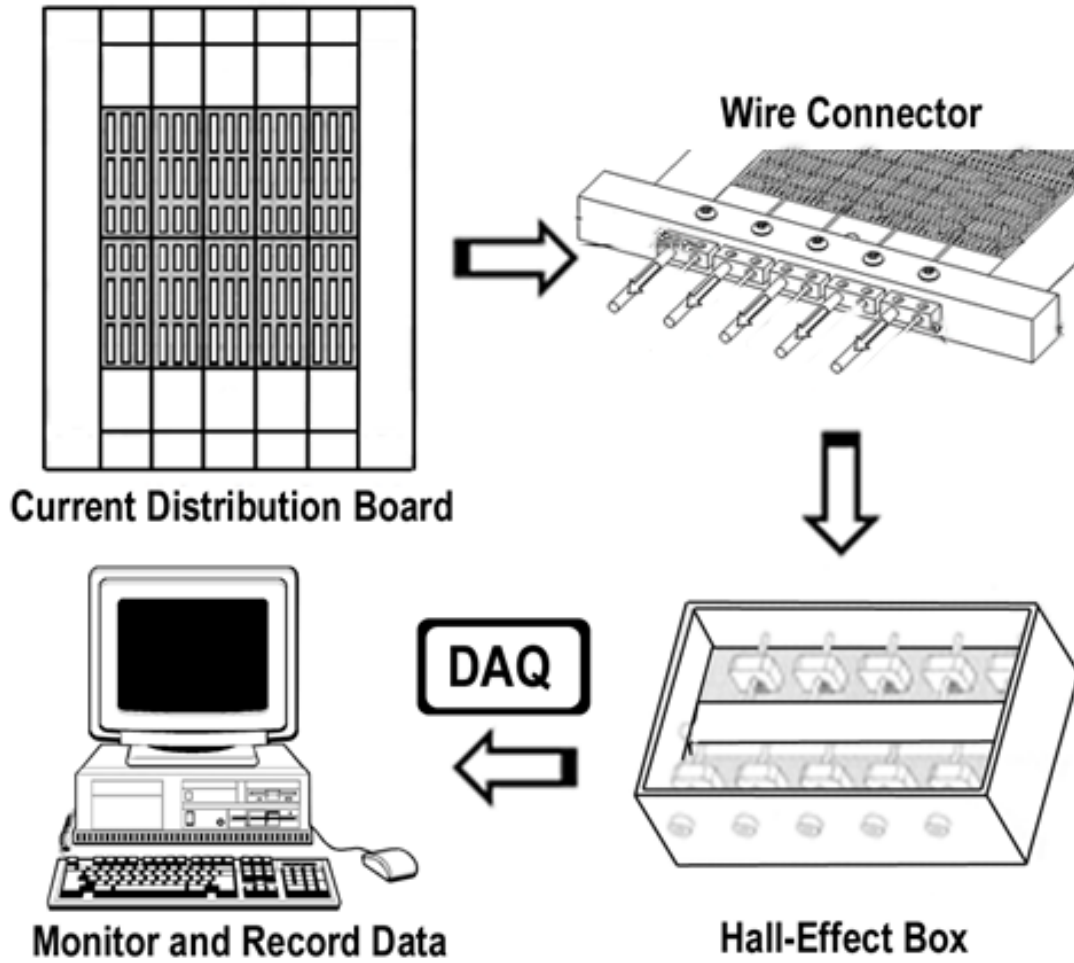 Wire Connector
Current Distribution Board
DAQ
Monitor and Record Data
Hall-Effect Box